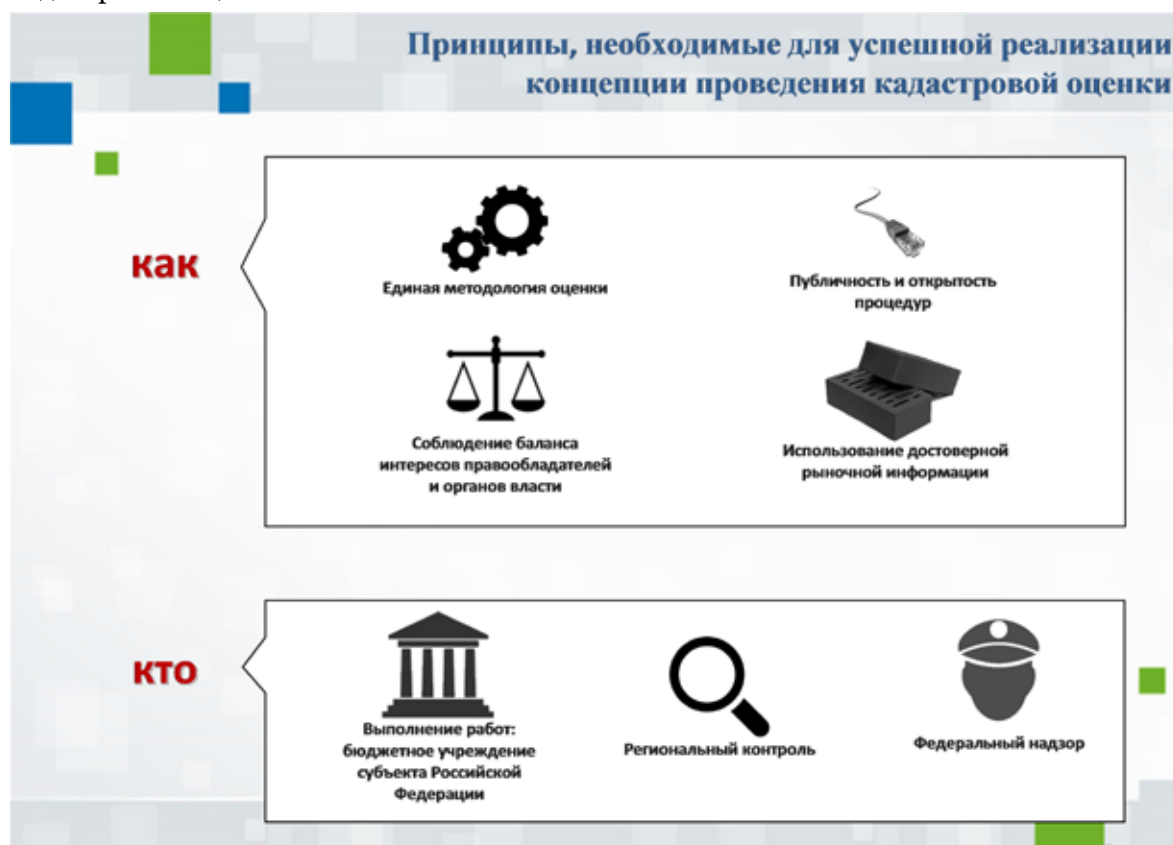 Принципы, необходимые для успешной реализации
концепции проведения кадастровой оценки
как
Единая методология оценки
Публичность и открытость
процедур
Соблюдение баланса
интересов правообладателей
и органов власти
Использование достоверной
рыночной информации
кто
Выполнение работ:
бюджетное учреждение
субъекта Российской
Федерации
Региональный контроль
Федеральный надзор